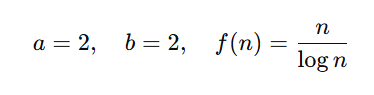 a = 2, b = 2, f(n) = n / log n